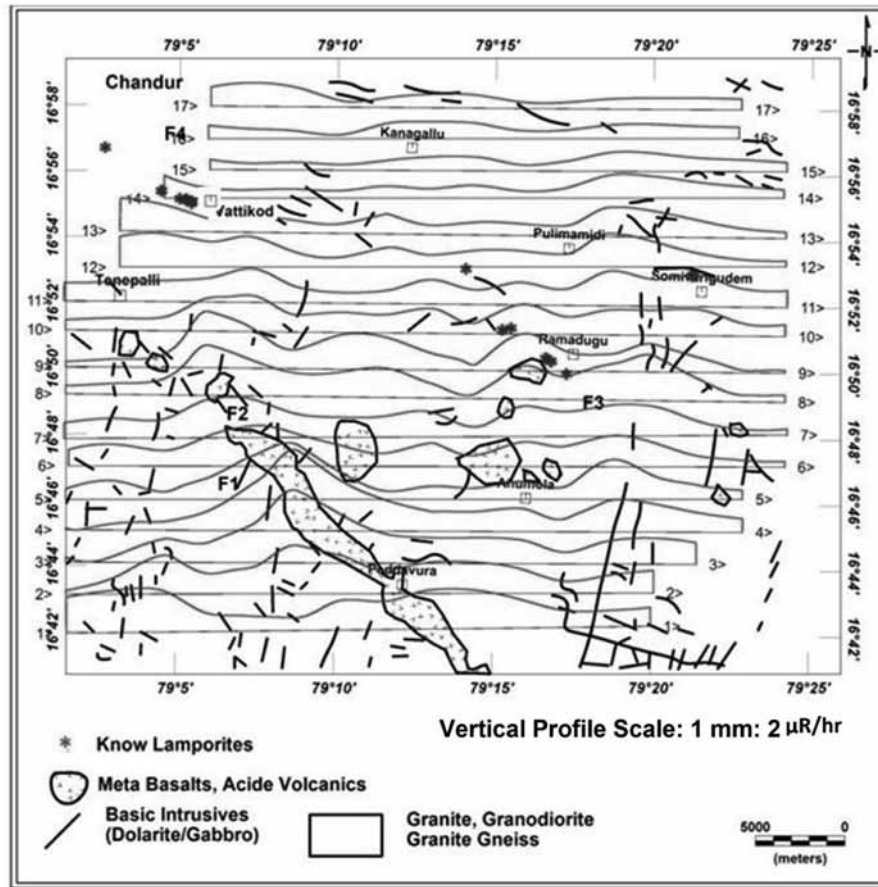 79°5' 79°10' 79°15' 79°20' 79°25'
N
Chandur
16°58' 17> 17> 16°58'
F4 Kanagallu
16> 16>
16°56' 15> 15> 16°56'
14> Vattikod 14>
16°54' 13> Pulimamidi 13> 16°54'
12> 12>
Tenepalli
16°52' 11> 11> 16°52'
10> 10>
Ramadugu
16°50' 9> 9> 16°50'
8> F2 F3 8>
16°48' 7> 7> 16°48'
6> 6>
F1 Anumola
16°46' 5> 5> 16°46'
4> 4>
16°44' 3> 3> 16°44'
Peddavura
2> 2>
16°42' 1> 1> 16°42'
79°5' 79°10' 79°15' 79°20' 79°25'
Vertical Profile Scale: 1 mm: 2 µR/hr
Know Lamporites
Meta Basalts, Acide Volcanics
Basic Intrusives
(Dolarite/Gabbro)
Granite, Granodiorite
Granite Gneiss
5000 0
(meters)